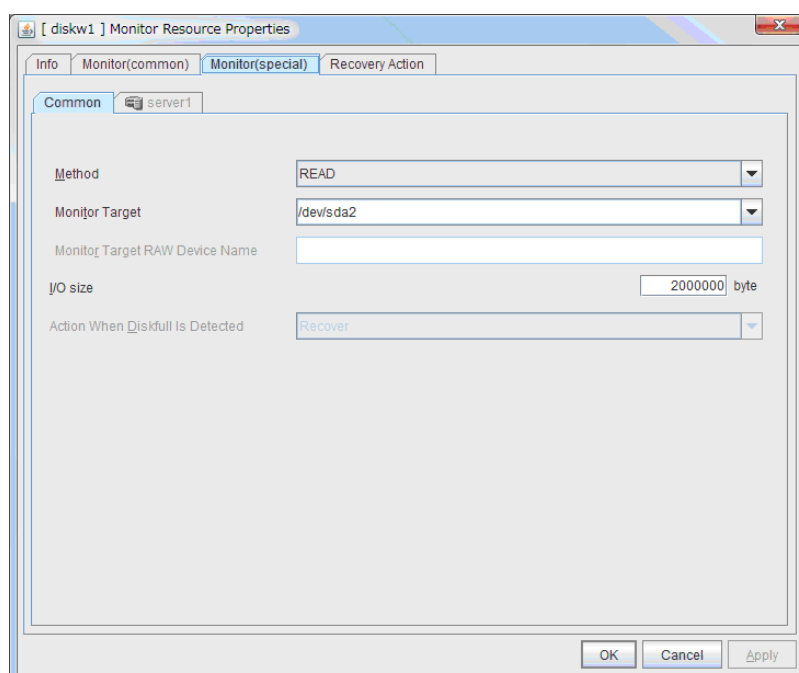 [ diskw1 ] Monitor Resource Properties
Info Monitor(common) Monitor(special) Recovery Action
Common server1
Method READ
Monitor Target /dev/sda2
Monitor Target RAW Device Name
I/O size 2000000 byte
Action When Diskfull Is Detected Recover
OK Cancel Apply